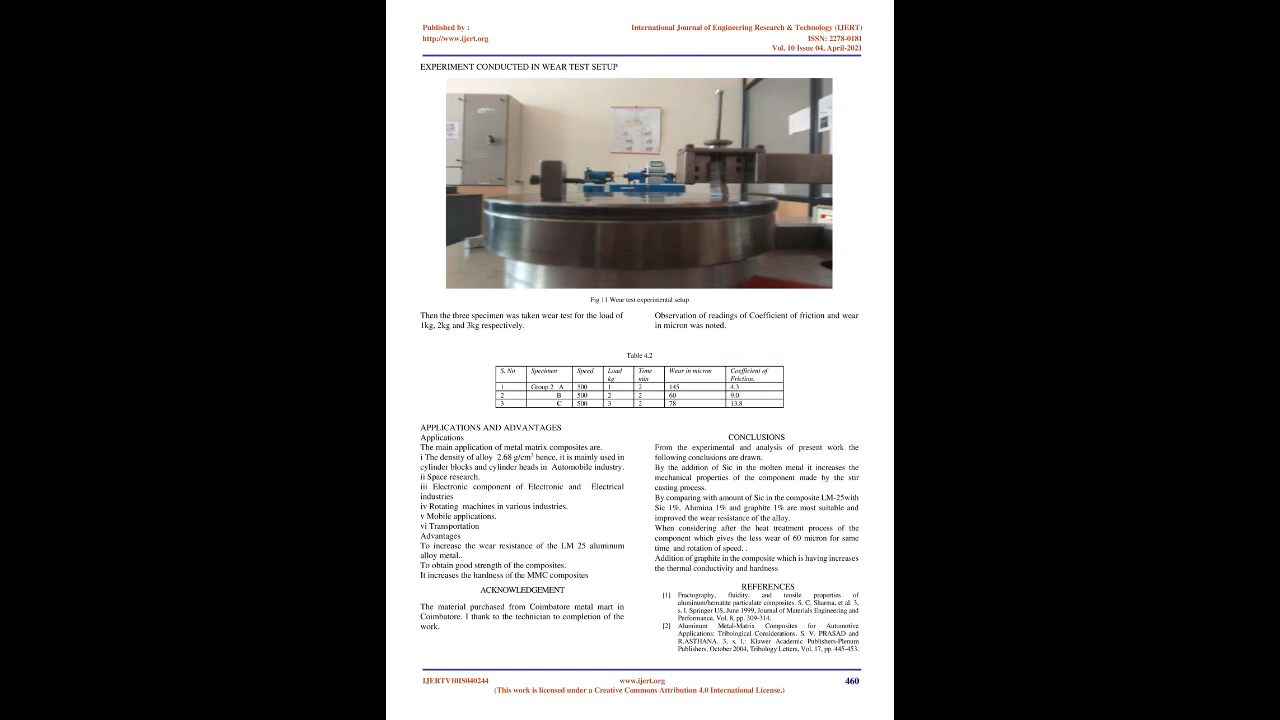 Published by :
International Journal of Engineering Research & Technology (IJERT)
http://www.ijert.org
ISSN: 2278-0181
Vol. 10 Issue 04, April-2021
EXPERIMENT CONDUCTED IN WEAR TEST SETUP
Fig 11 Wear test experimental setup
Then the three specimen was taken wear test for the load of
1kg, 2kg and 3kg respectively.
Observation of readings of Coefficient of friction and wear
in micron was noted.
Table 4.2
S. No Specimen Speed Load kg Time min Wear in micron Coefficient of Friction.
1 Group 2 A 500 1 2 145 4.3
2 B 500 2 2 60 9.0
3 C 500 3 2 78 13.8
APPLICATIONS AND ADVANTAGES
Applications
The main application of metal matrix composites are.
i The density of alloy 2.68 g/cm³ hence, it is mainly used in
cylinder blocks and cylinder heads in Automobile industry.
ii Space research.
iii Electronic component of Electronic and Electrical
industries
iv Rotating machines in various industries.
v Mobile applications.
vi Transportation
Advantages
To increase the wear resistance of the LM 25 aluminum
alloy metal..
To obtain good strength of the composites.
It increases the hardness of the MMC composites
ACKNOWLEDGEMENT
The material purchased from Coimbatore metal mart in
Coimbatore. I thank to the technician to completion of the
work.
CONCLUSIONS
From the experimental and analysis of present work the
following conclusions are drawn.
By the addition of Sic in the molten metal it increases the
mechanical properties of the component made by the stir
casting process.
By comparing with amount of Sic in the composite LM-25with
Sic 1%, Alumina 1% and graphite 1% are most suitable and
improved the wear resistance of the alloy.
When considering after the heat treatment process of the
component which gives the less wear of 60 micron for same
time and rotation of speed. .
Addition of graphite in the composite which is having increases
the thermal conductivity and hardness
REFERENCES
[1] Fractography, fluidity, and tensile properties of
aluminum/hematite particulate composites. S. C. Sharma, et al. 3,
s. l. Springer US, June 1999, Journal of Materials Engineering and
Performance, Vol. 8, pp. 309-314.
[2] Aluminum Metal-Matrix Composites for Automotive
Applications: Tribological Considerations. S. V. PRASAD and
R.ASTHANA. 3, s. l.: Kluwer Academic Publishers-Plenum
Publishers, October 2004, Tribology Letters, Vol. 17, pp. 445-453.
IJERTV10IS040244
www.ijert.org
460
(This work is licensed under a Creative Commons Attribution 4.0 International License.)